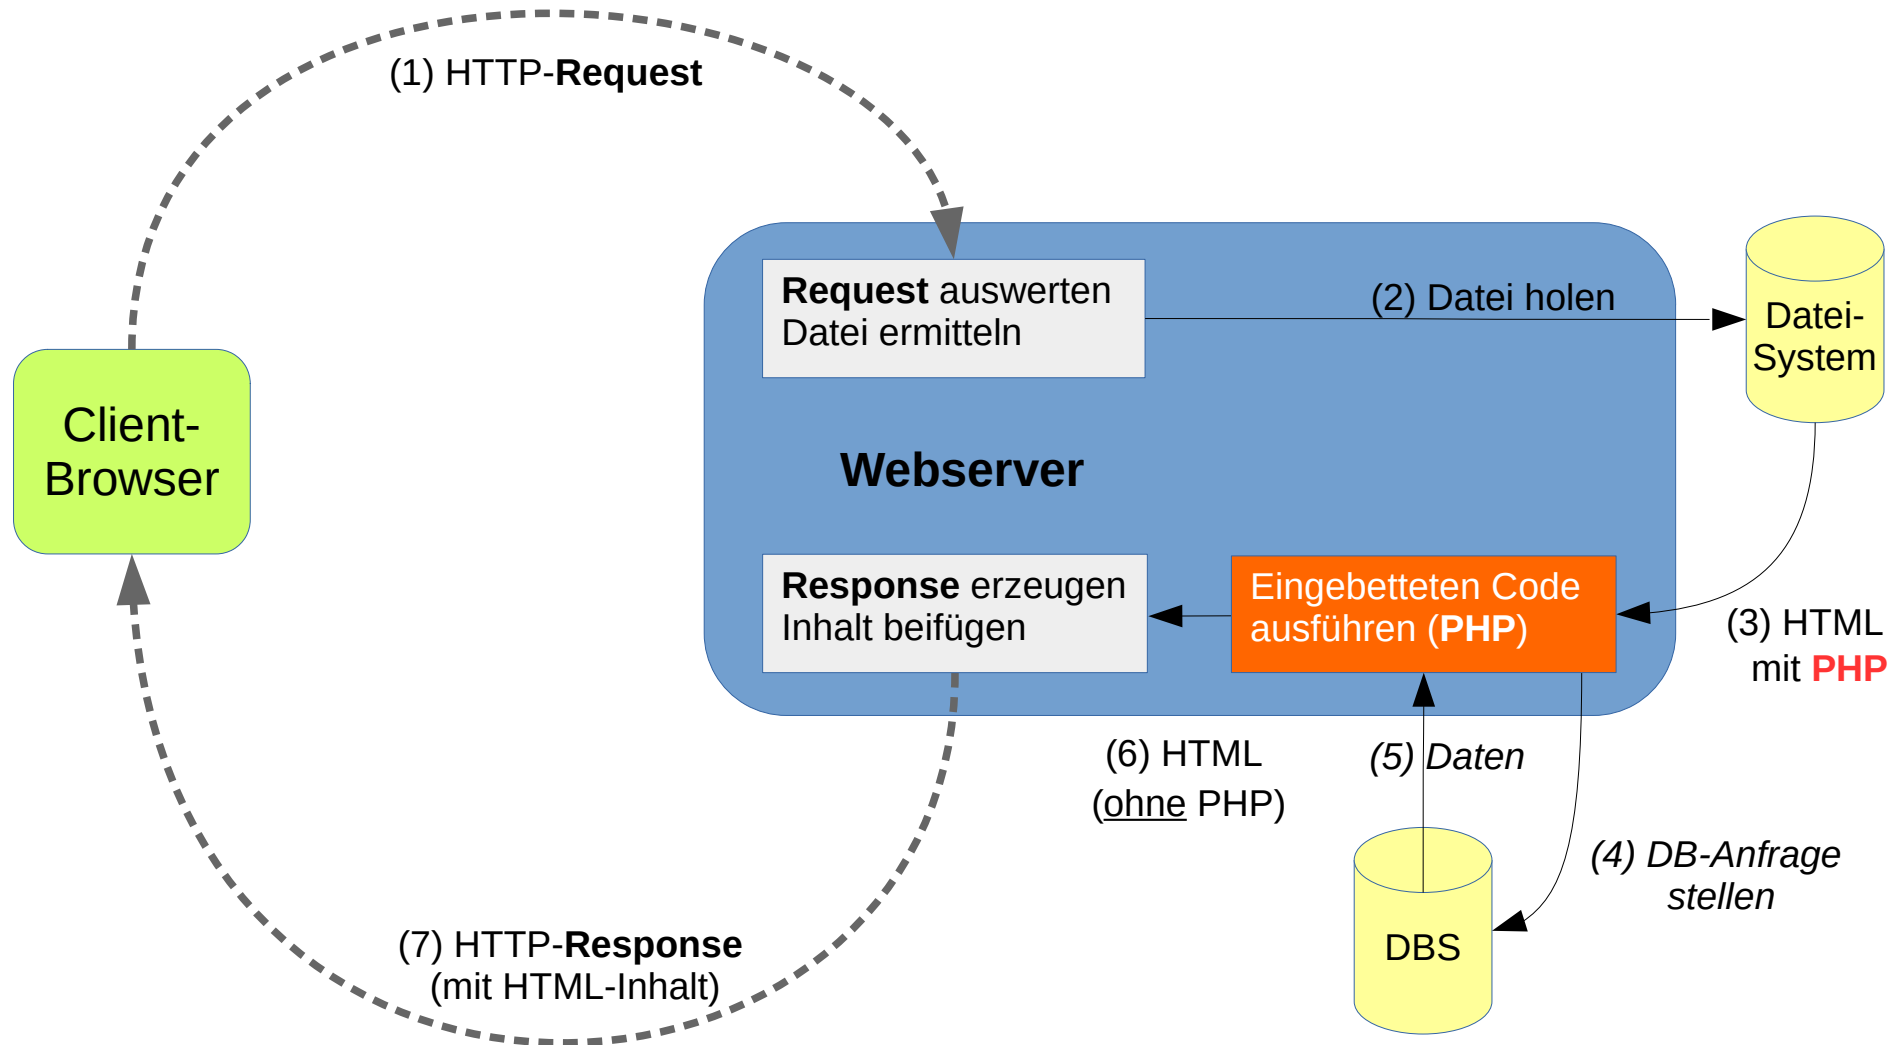 (1) HTTP-Request
Request auswerten
Datei ermitteln
(2) Datei holen
Datei-
System
Client-
Browser
Webserver
Response erzeugen
Inhalt beifügen
Eingebetteten Code
ausführen (PHP)
(3) HTML
mit PHP
(6) HTML
(ohne PHP)
(5) Daten
(4) DB-Anfrage
stellen
DBS
(7) HTTP-Response
(mit HTML-Inhalt)